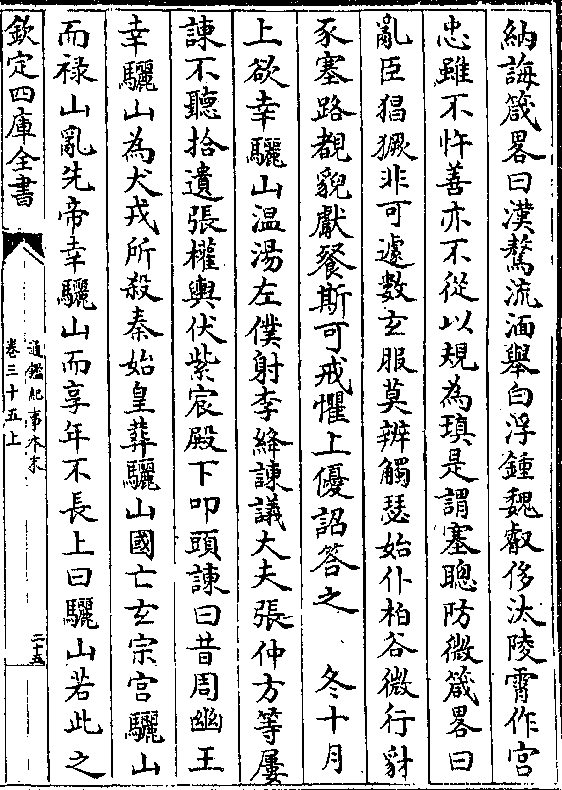 納誨箴畧曰漢驁流湎舉白浮鍾魏叡侈汰陵霄作宫
忠雖不忤善亦不從以規為瑱是謂塞聰防微箴畧曰
亂臣猖獗非可遽數玄服莫辨觸瑟始仆柏谷微行豺
豕塞路覩貌獻飱斯可戒懼上優詔答之　冬十月
上欲幸驪山温湯左僕射李絳諫議大夫張仲方等屢
諫不聽拾遺張權輿伏紫宸殿下叩頭諫曰昔周幽王
幸驪山為犬戎所殺秦始皇葬驪山國亡玄宗宫驪山
而禄山亂先帝幸驪山而享年不長上曰驪山若此之
欽定四庫全書
通鑑紀事本末
卷三十五上
二十五